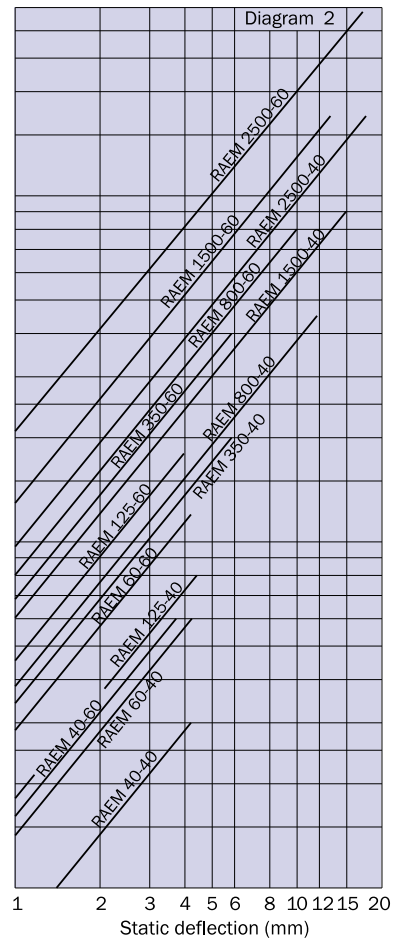 Diagram 2
RAEM 2500-60
RAEM 2500-40
RAEM 1500-60
RAEM 1500-40
RAEM 800-60
RAEM 800-40
RAEM 350-60
RAEM 350-40
RAEM 125-60
RAEM 60-60
RAEM 125-40
RAEM 60-40
RAEM 40-60
RAEM 40-40
1 2 3 4 5 6 8 10 12 15 20
Static deflection (mm)